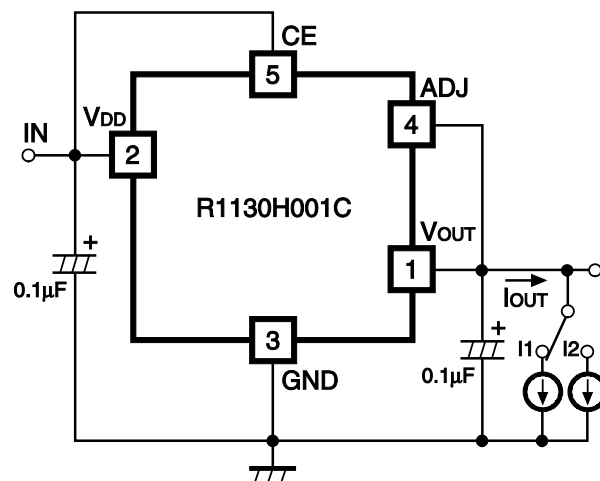 CE
5
ADJ
VDD
4
IN
2
R1130H001C
VOUT
1
+
0.1µF
IOUT
3
+
I1
I2
GND
0.1µF